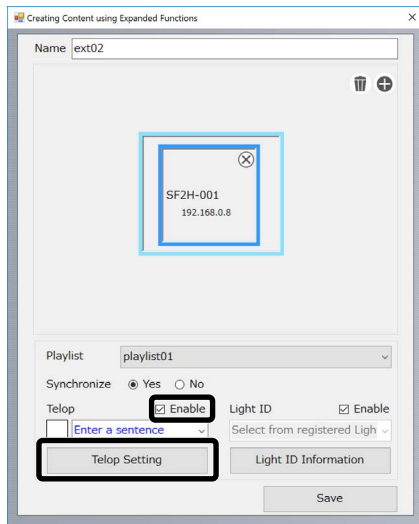 Creating Content using Expanded Functions
Name ext02
SF2H-001
192.168.0.8
Playlist playlist01
Synchronize Yes No
Telop Enable Light ID Enable
Enter a sentence Select from registered Ligh
Telop Setting Light ID Information
Save